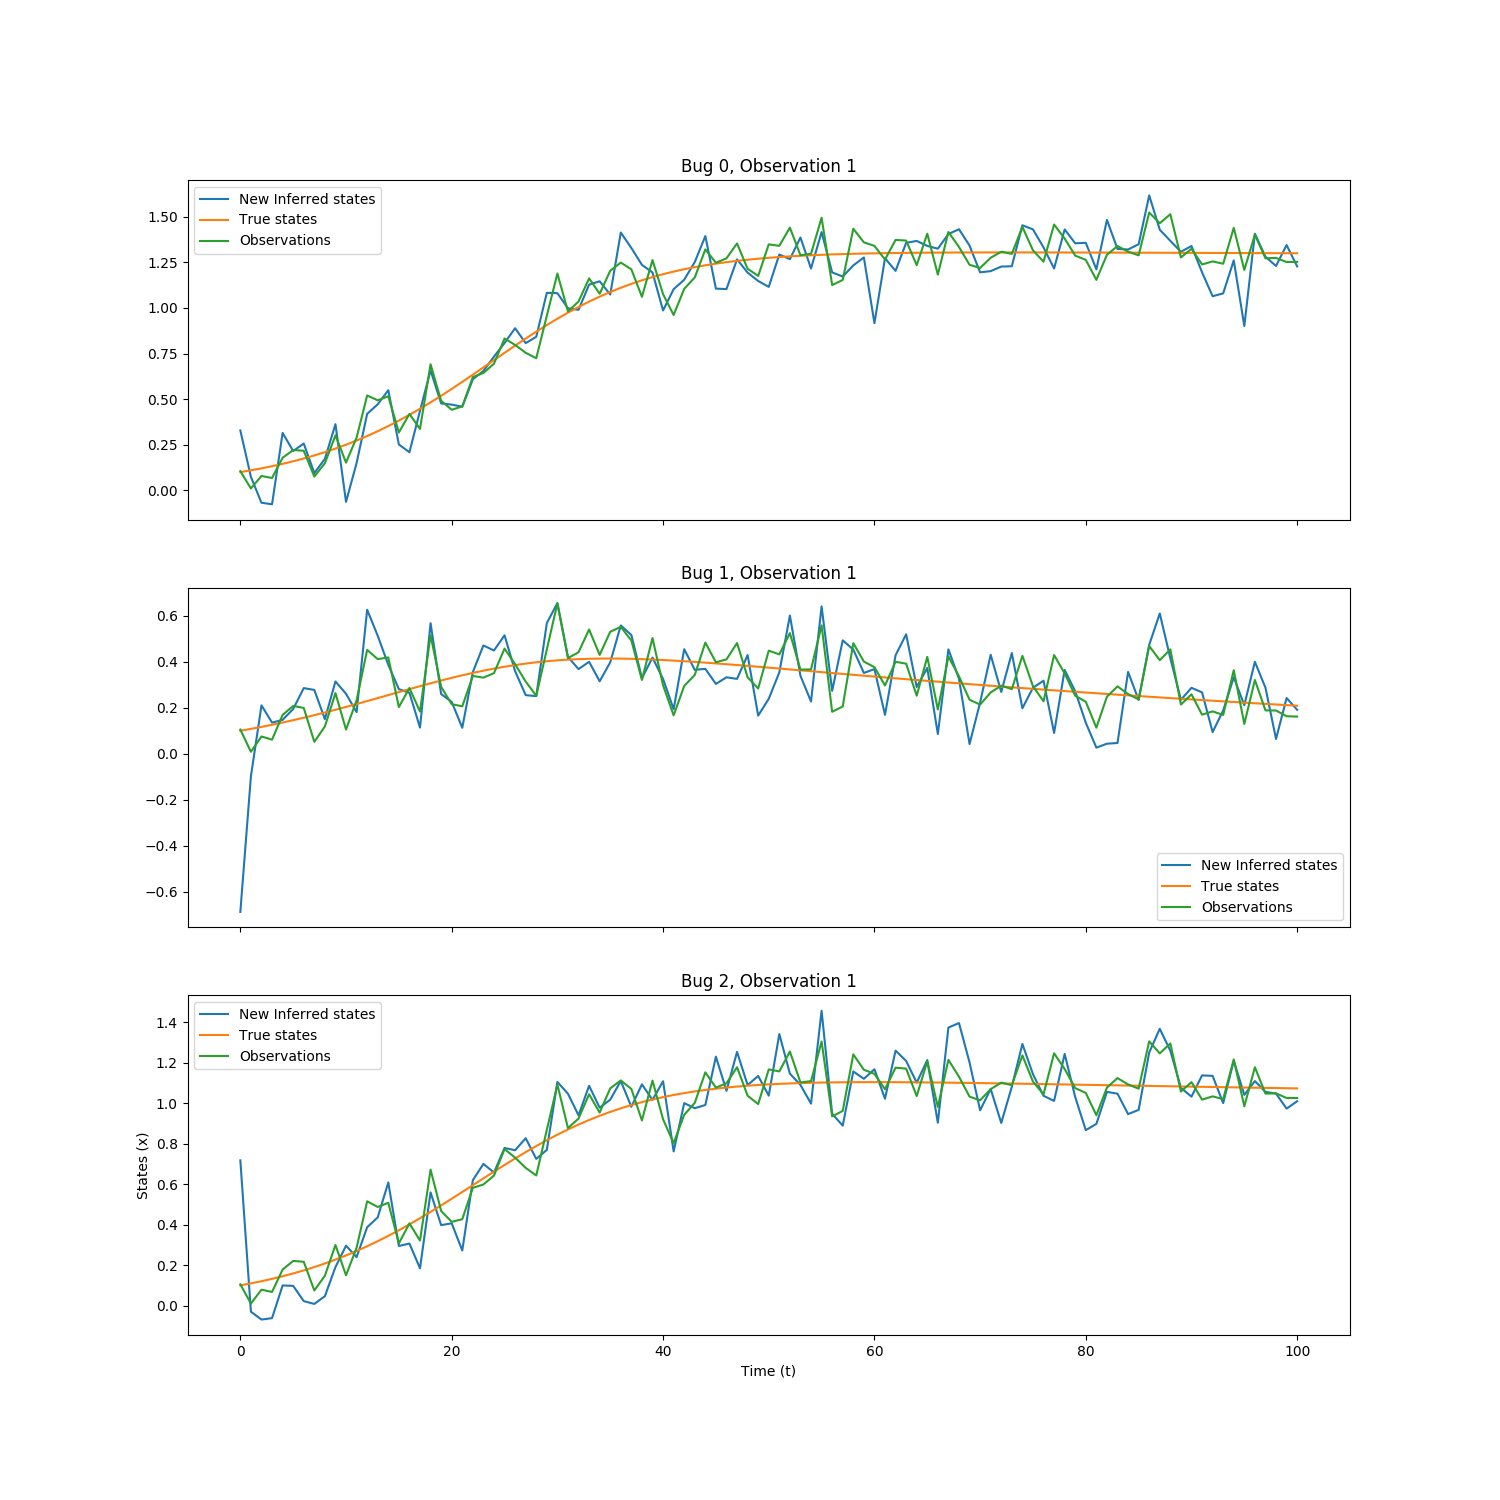 Bug 0, Observation 1
New Inferred states
True states
Observations
1.50
1.25
1.00
0.75
0.50
0.25
0.00
Bug 1, Observation 1
0.6
0.4
0.2
0.0
−0.2
−0.4
−0.6
New Inferred states
True states
Observations
Bug 2, Observation 1
New Inferred states
True states
Observations
1.4
1.2
1.0
0.8
0.6
0.4
0.2
0.0
States (x)
0 20 40 60 80 100
Time (t)